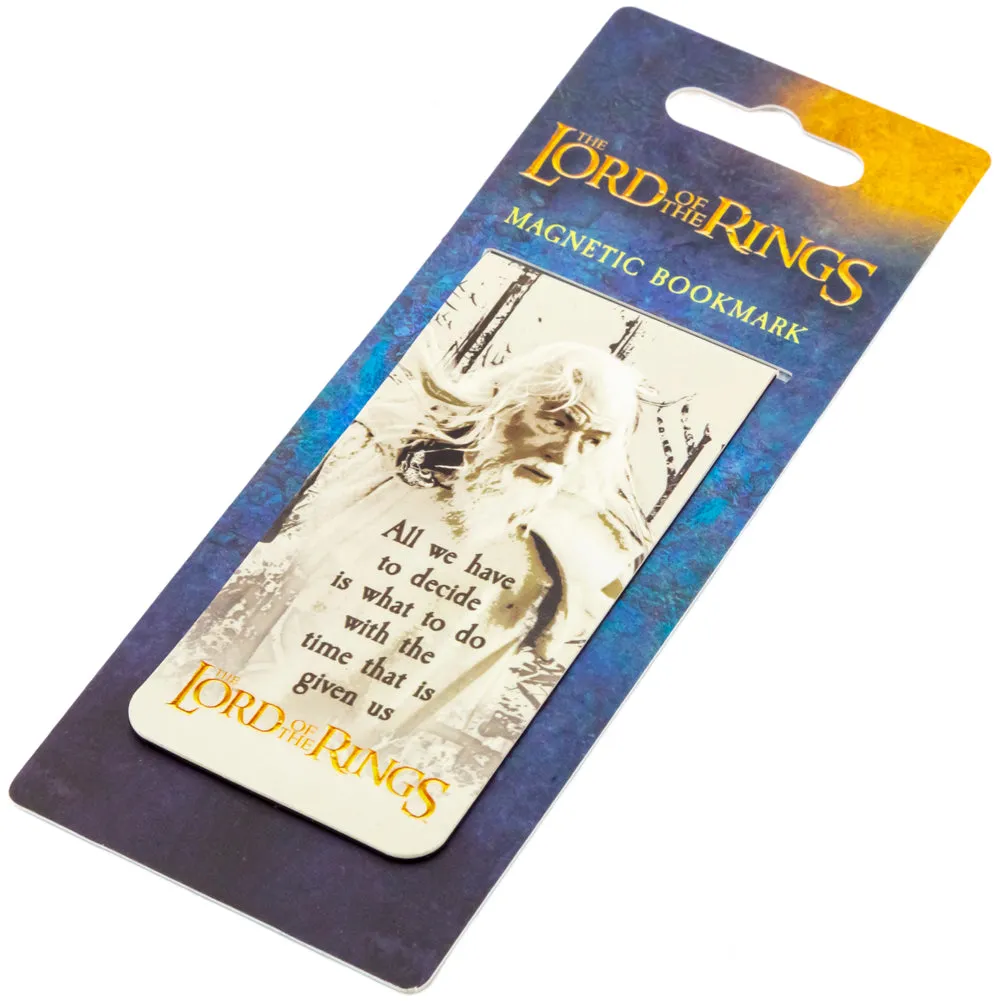 THE LORD OF THE RINGS
MAGNETIC BOOKMARK
All we have
to decide
is what to do
with the
time that is
given us
THE LORD OF THE RINGS